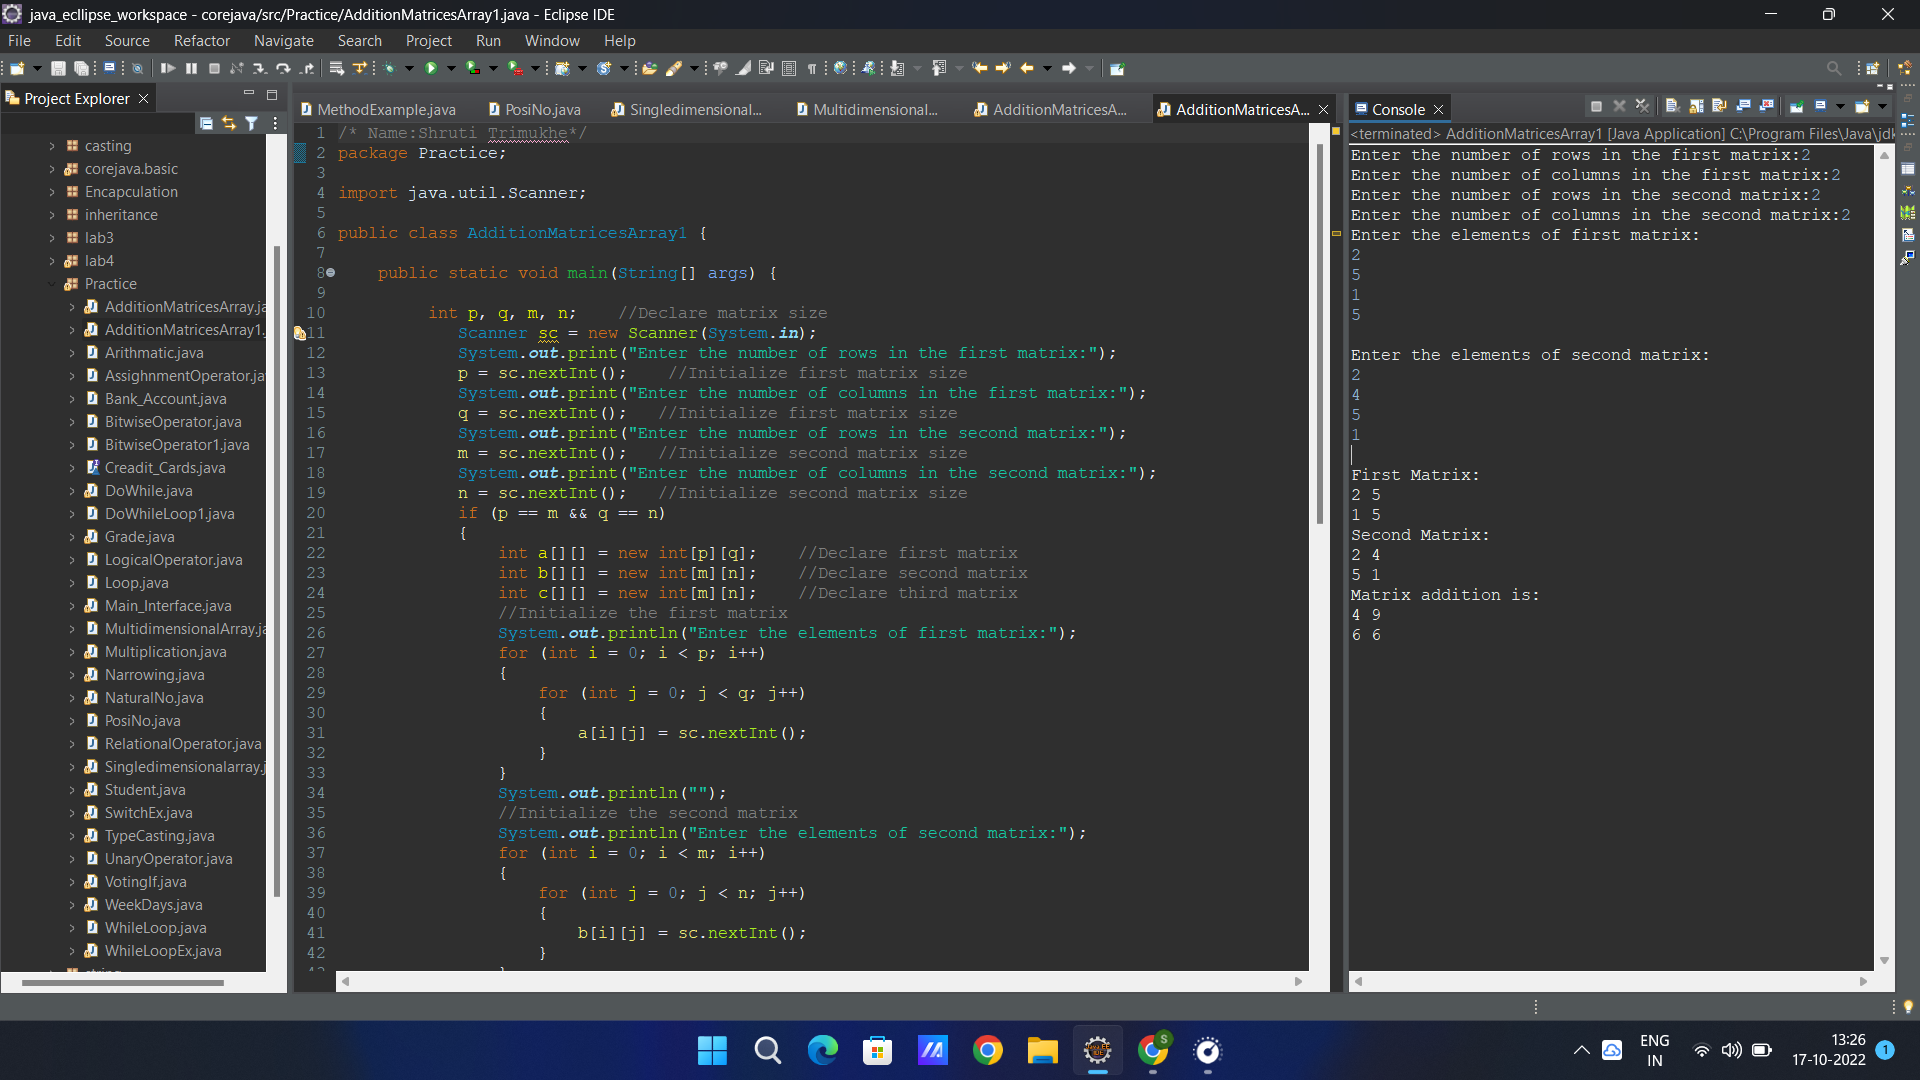 java_ecllipse_workspace - corejava/src/Practice/AdditionMatricesArray1.java - Eclipse IDE
File Edit Source Refactor Navigate Search Project Run Window Help
Project Explorer
casting
corejava.basic
Encapculation
inheritance
lab3
lab4
Practice
AdditionMatricesArray.ja
AdditionMatricesArray1.
Arithmatic.java
AssighnmentOperator.ja
Bank_Account.java
BitwiseOperator.java
BitwiseOperator1.java
Creadit_Cards.java
DoWhile.java
DoWhileLoop1.java
Grade.java
LogicalOperator.java
Loop.java
Main_Interface.java
MultidimensionalArray.ja
Multiplication.java
Narrowing.java
NaturalNo.java
PosiNo.java
RelationalOperator.java
Singledimensionalarray.j
Student.java
SwitchEx.java
TypeCasting.java
UnaryOperator.java
VotingIf.java
WeekDays.java
WhileLoop.java
WhileLoopEx.java
MethodExample.java PosiNo.java Singledimensional... Multidimensional... AdditionMatricesA... AdditionMatricesA...
1 /* Name:Shruti Trimukhe*/
2 package Practice;
3
4 import java.util.Scanner;
5
6 public class AdditionMatricesArray1 {
7
8 public static void main(String[] args) {
9
10 int p, q, m, n; //Declare matrix size
11 Scanner sc = new Scanner(System.in);
12 System.out.print("Enter the number of rows in the first matrix:");
13 p = sc.nextInt(); //Initialize first matrix size
14 System.out.print("Enter the number of columns in the first matrix:");
15 q = sc.nextInt(); //Initialize first matrix size
16 System.out.print("Enter the number of rows in the second matrix:");
17 m = sc.nextInt(); //Initialize second matrix size
18 System.out.print("Enter the number of columns in the second matrix:");
19 n = sc.nextInt(); //Initialize second matrix size
20 if (p == m && q == n)
21 {
22 int a[][] = new int[p][q]; //Declare first matrix
23 int b[][] = new int[m][n]; //Declare second matrix
24 int c[][] = new int[m][n]; //Declare third matrix
25 //Initialize the first matrix
26 System.out.println("Enter the elements of first matrix:");
27 for (int i = 0; i < p; i++)
28 {
29 for (int j = 0; j < q; j++)
30 {
31 a[i][j] = sc.nextInt();
32 }
33 }
34 System.out.println("");
35 //Initialize the second matrix
36 System.out.println("Enter the elements of second matrix:");
37 for (int i = 0; i < m; i++)
38 {
39 for (int j = 0; j < n; j++)
40 {
41 b[i][j] = sc.nextInt();
42 }
Console
<terminated> AdditionMatricesArray1 [Java Application] C:\Program Files\Java\jdk
Enter the number of rows in the first matrix:2
Enter the number of columns in the first matrix:2
Enter the number of rows in the second matrix:2
Enter the number of columns in the second matrix:2
Enter the elements of first matrix:
2
5
1
5
Enter the elements of second matrix:
2
4
5
1
First Matrix:
2 5
1 5
Second Matrix:
2 4
5 1
Matrix addition is:
4 9
6 6
S
ENG
IN
13:26
17-10-2022
1